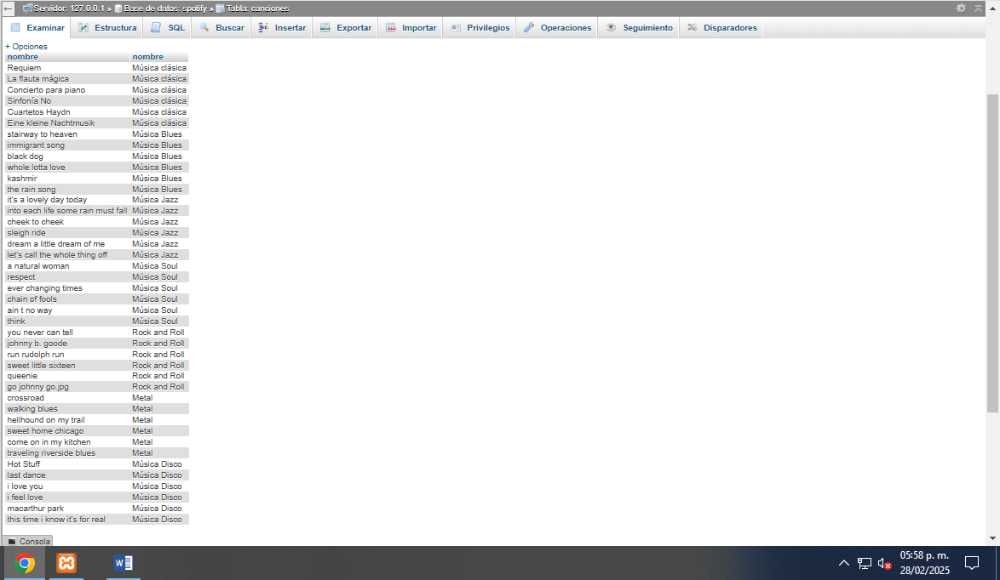 Servidor: 127.0.0.1 » Base de datos: spotify » Tabla: canciones
Examinar Estructura SQL Buscar Insertar Exportar Importar Privilegios Operaciones Seguimiento Disparadores
+ Opciones
nombre nombre
Requiem Música clásica
La flauta mágica Música clásica
Concierto para piano Música clásica
Sinfonía No Música clásica
Cuartetos Haydn Música clásica
Eine kleine Nachtmusik Música clásica
stairway to heaven Música Blues
immigrant song Música Blues
black dog Música Blues
whole lotta love Música Blues
kashmir Música Blues
the rain song Música Blues
it's a lovely day today Música Jazz
into each life some rain must fall Música Jazz
cheek to cheek Música Jazz
sleigh ride Música Jazz
dream a little dream of me Música Jazz
let's call the whole thing off Música Jazz
a natural woman Música Soul
respect Música Soul
ever changing times Música Soul
chain of fools Música Soul
ain t no way Música Soul
think Música Soul
you never can tell Rock and Roll
johnny b. goode Rock and Roll
run rudolph run Rock and Roll
sweet little sixteen Rock and Roll
queenie Rock and Roll
go johnny go.jpg Rock and Roll
crossroad Metal
walking blues Metal
hellhound on my trail Metal
sweet home chicago Metal
come on in my kitchen Metal
traveling riverside blues Metal
Hot Stuff Música Disco
last dance Música Disco
i love you Música Disco
i feel love Música Disco
macarthur park Música Disco
this time i know it's for real Música Disco
Consola
05:58 p. m.
28/02/2025